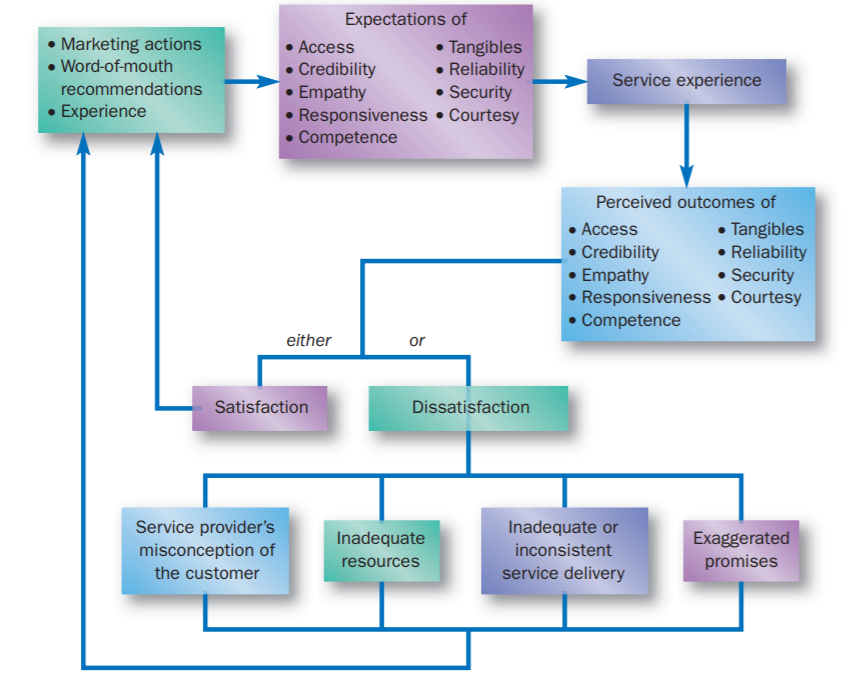 • Marketing actions
• Word-of-mouth
recommendations
• Experience
Expectations of
• Access
• Credibility
• Empathy
• Responsiveness
• Competence
• Tangibles
• Reliability
• Security
• Courtesy
Service experience
Perceived outcomes of
• Access
• Credibility
• Empathy
• Responsiveness
• Competence
• Tangibles
• Reliability
• Security
• Courtesy
either
or
Satisfaction
Dissatisfaction
Service provider's
misconception of
the customer
Inadequate
resources
Inadequate or
inconsistent
service delivery
Exaggerated
promises